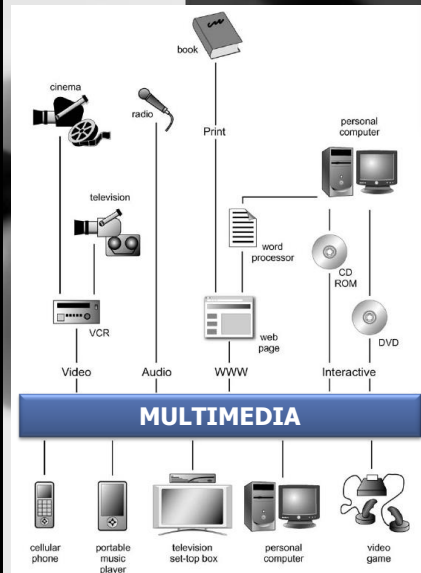 book
cinema
radio
personal
computer
Print
television
word
processor
CD
ROM
VCR
web
page
DVD
Video
Audio
WWW
Interactive
MULTIMEDIA
cellular
phone
portable
music
player
television
set-top box
personal
computer
video
game